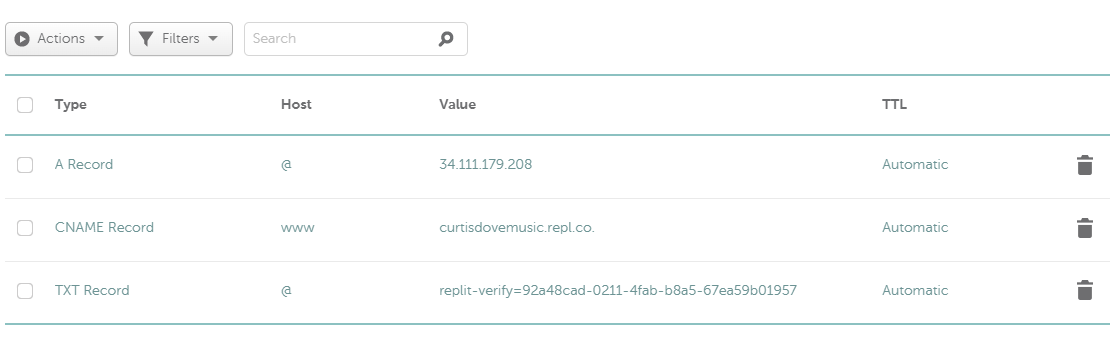 Actions Filters Search
Type Host Value TTL
A Record @ 34.111.179.208 Automatic
CNAME Record www curtisdovemusic.repl.co. Automatic
TXT Record @ replit-verify=92a48cad-0211-4fab-b8a5-67ea59b01957 Automatic